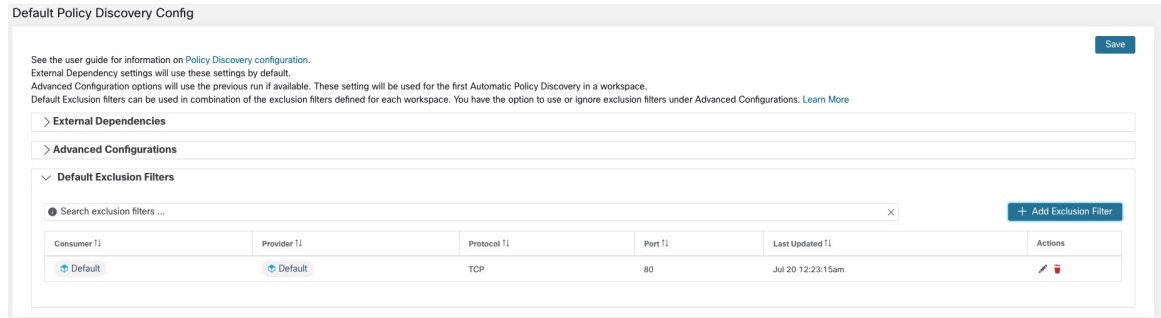 Default Policy Discovery Config
Save
See the user guide for information on Policy Discovery configuration.
External Dependency settings will use these settings by default.
Advanced Configuration options will use the previous run if available. These setting will be used for the first Automatic Policy Discovery in a workspace.
Default Exclusion filters can be used in combination of the exclusion filters defined for each workspace. You have the option to use or ignore exclusion filters under Advanced Configurations. Learn More
External Dependencies
Advanced Configurations
Default Exclusion Filters
Search exclusion filters ...
+ Add Exclusion Filter
Consumer Provider Protocol Port Last Updated Actions
Default Default TCP 80 Jul 20 12:23:15am